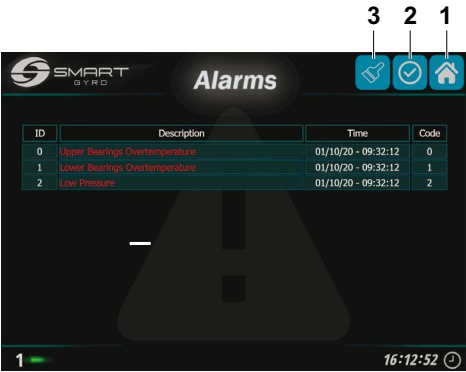 3 2 1
SMART
GYRO
Alarms
ID Description Time Code
0 Upper Bearings Overtemperature 01/10/20 - 09:32:12 0
1 Lower Bearings Overtemperature 01/10/20 - 09:32:12 1
2 Low Pressure 01/10/20 - 09:32:12 2
1 16:12:52